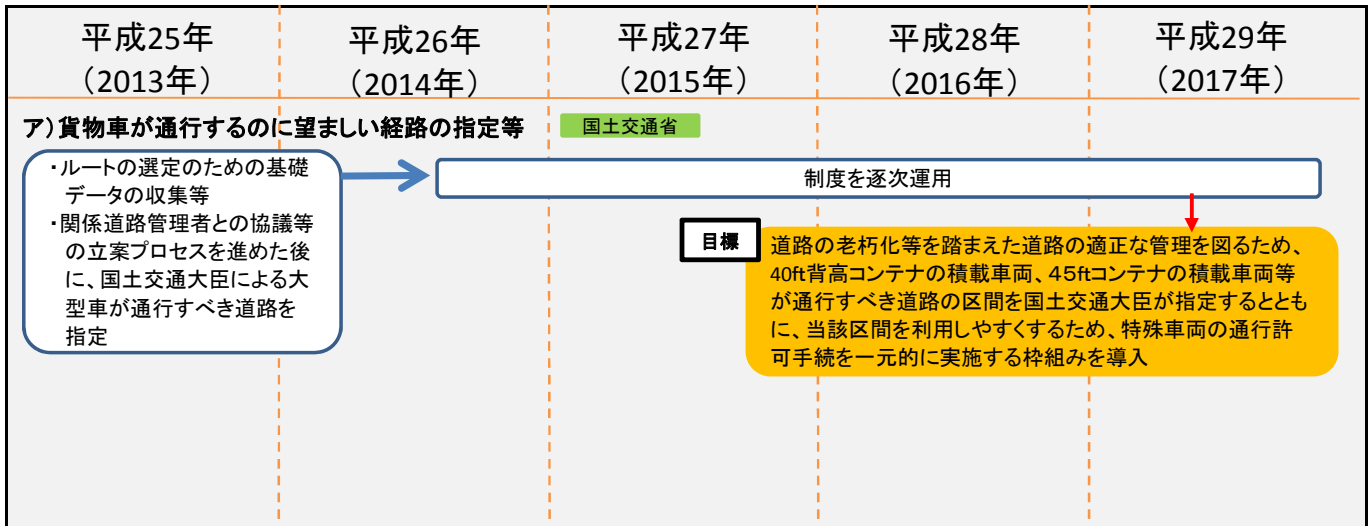 平成25年
（2013年）
平成26年
（2014年）
平成27年
（2015年）
平成28年
（2016年）
平成29年
（2017年）
ア）貨物車が通行するのに望ましい経路の指定等
国土交通省
・ルートの選定のための基礎
データの収集等
・関係道路管理者との協議等
の立案プロセスを進めた後
に、国土交通大臣による大
型車が通行すべき道路を
指定
制度を逐次運用
目標
道路の老朽化等を踏まえた道路の適正な管理を図るため、
40ft背高コンテナの積載車両、45ftコンテナの積載車両等
が通行すべき道路の区間を国土交通大臣が指定するととも
に、当該区間を利用しやすくするため、特殊車両の通行許
可手続を一元的に実施する枠組みを導入